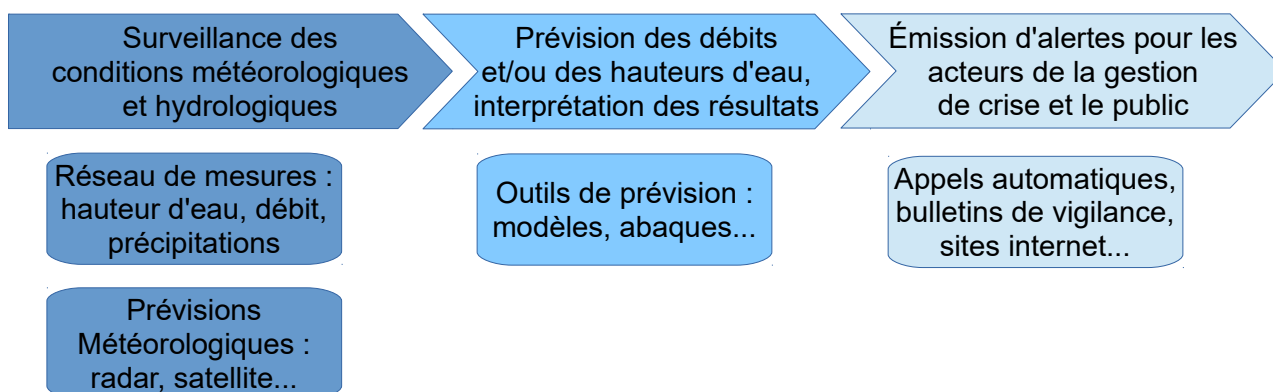 Surveillance des
conditions météorologiques
et hydrologiques
Prévision des débits
et/ou des hauteurs d'eau,
interprétation des résultats
Émission d'alertes pour les
acteurs de la gestion
de crise et le public
Réseau de mesures :
hauteur d'eau, débit,
précipitations
Outils de prévision :
modèles, abaques...
Appels automatiques,
bulletins de vigilance,
sites internet...
Prévisions
Météorologiques :
radar, satellite...